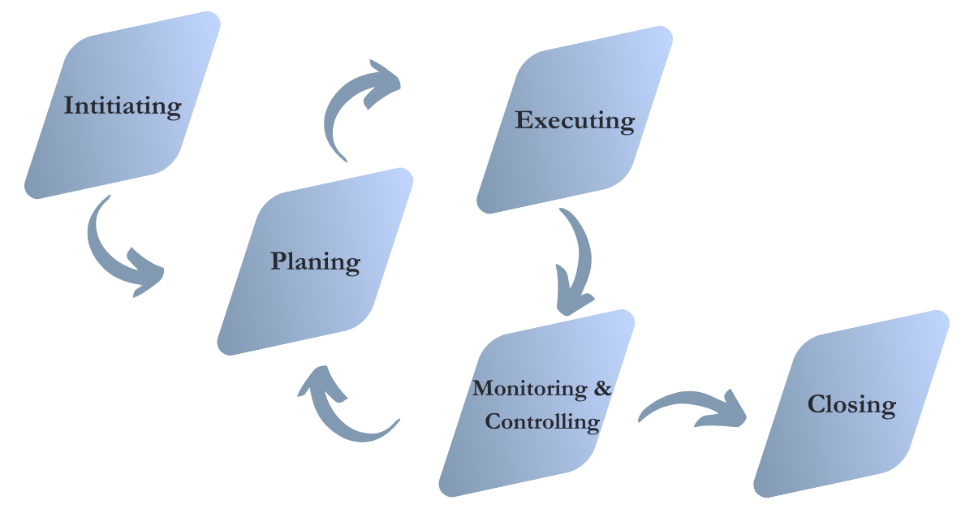 Intitiating
Executing
Planing
Monitoring &
Controlling
Closing